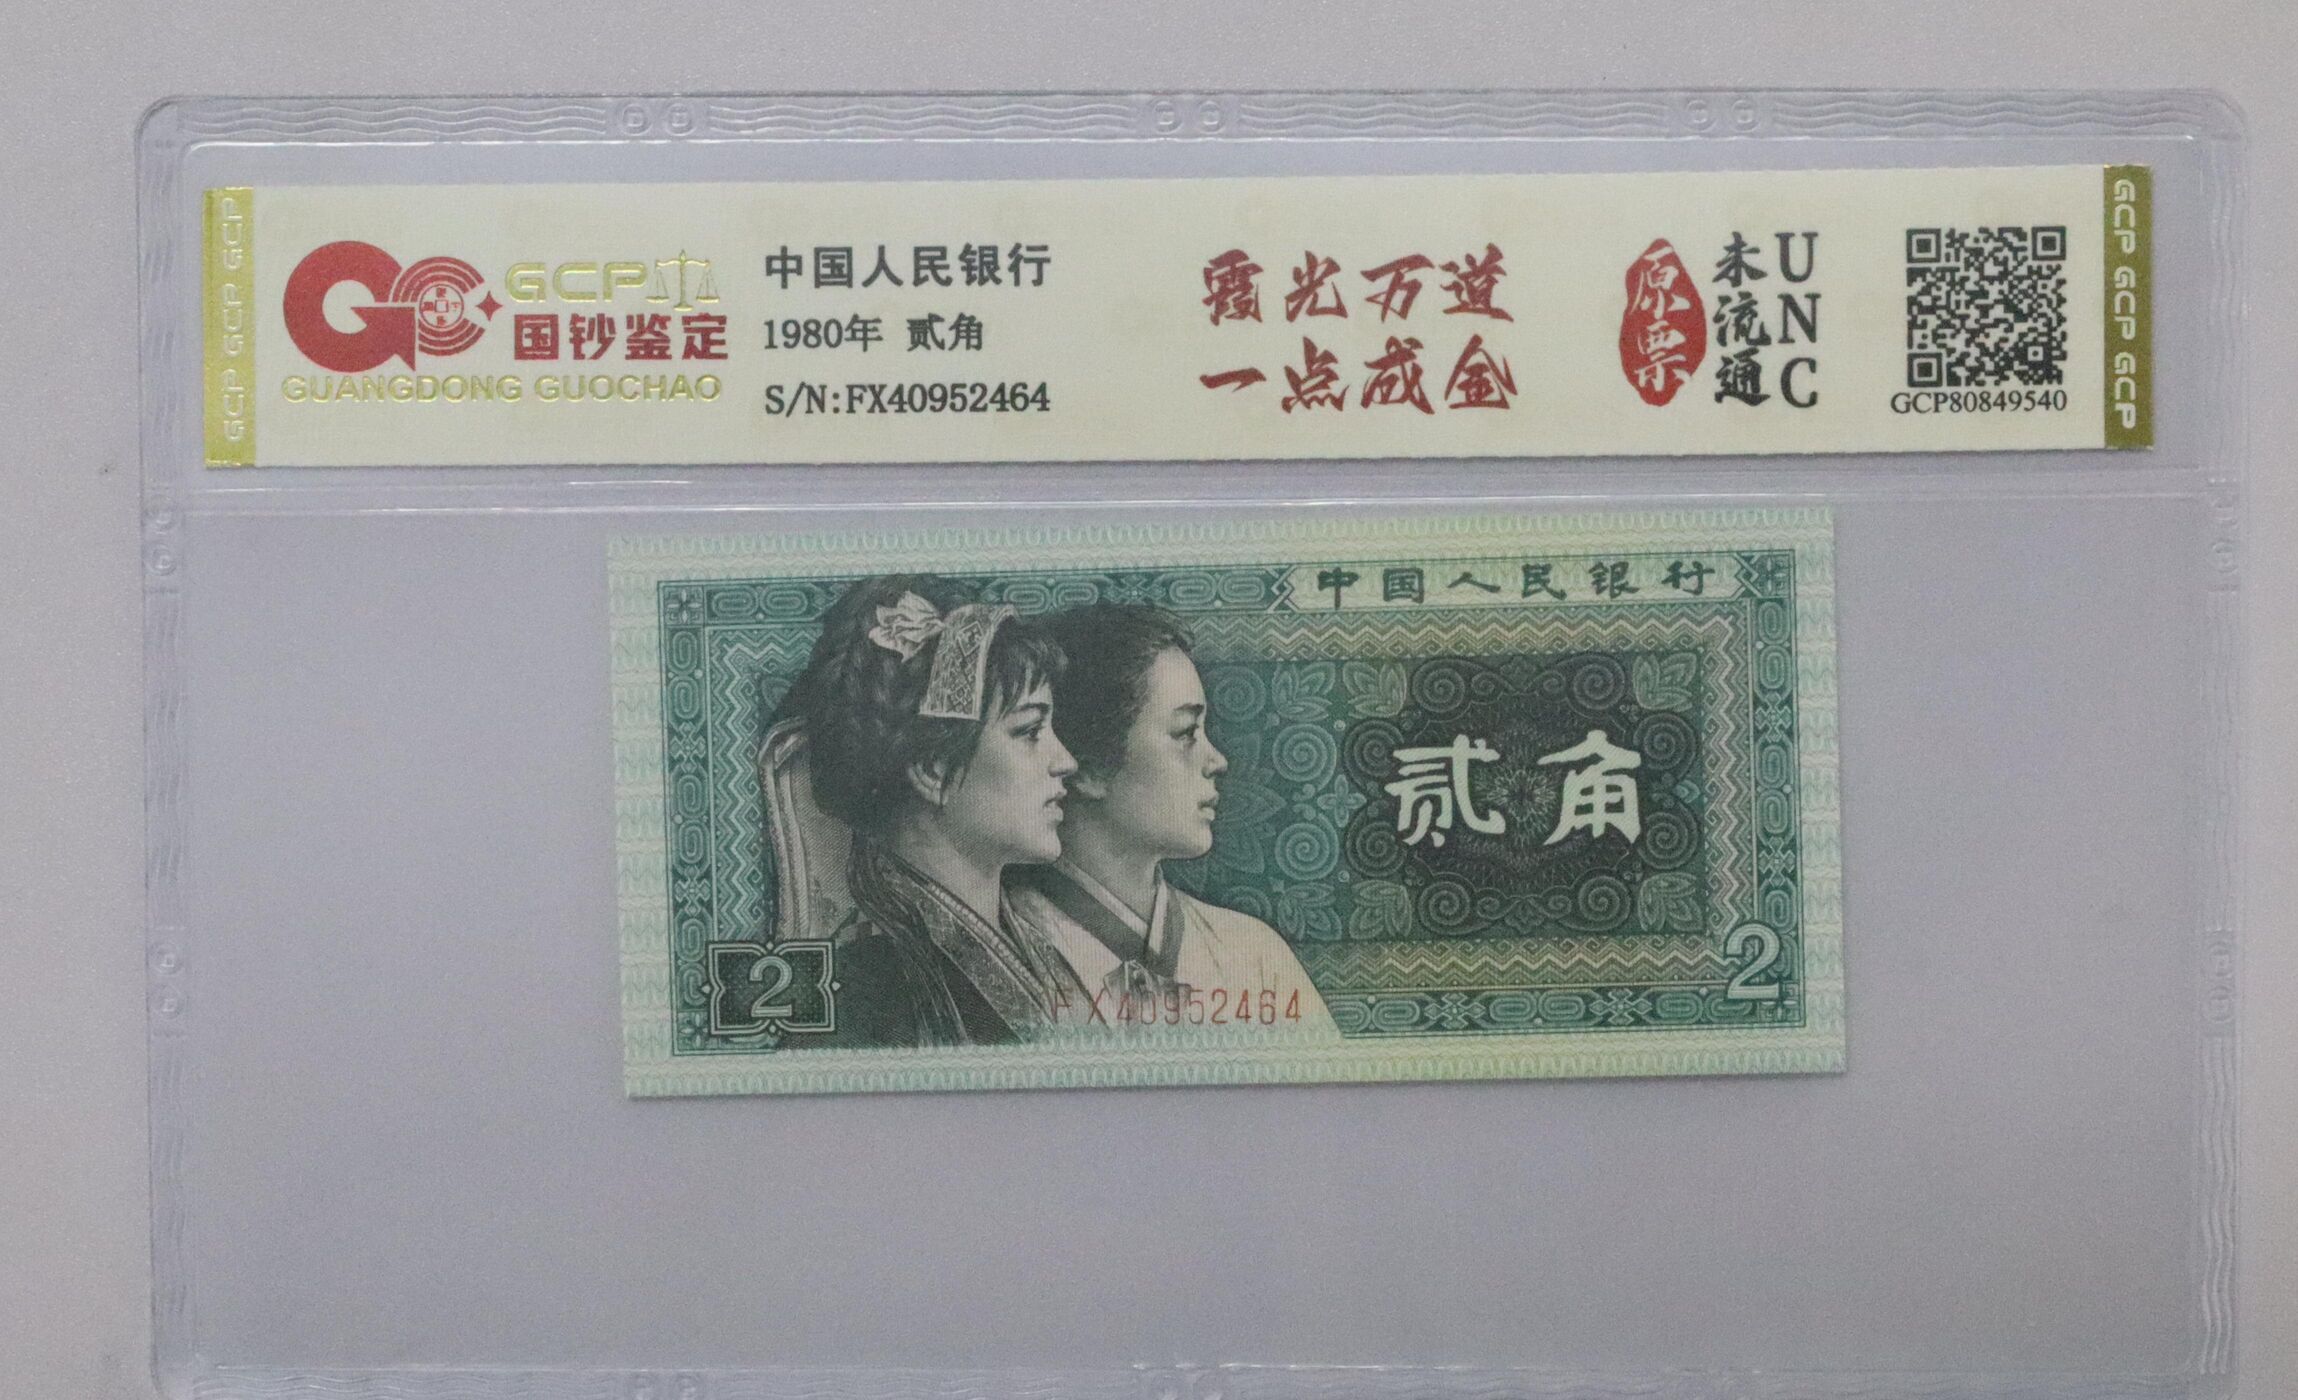 GCP GCP GCP
GCP
国钞鉴定
GUANGDONG GUOCHAO
中国人民银行
1980年 贰角
S/N:FX40952464
霞光万道
一点成金
原票
未流通
UNC
GCP80849540
GCP GCP GCP
中国人民银行
贰角
2
2
FX40952464